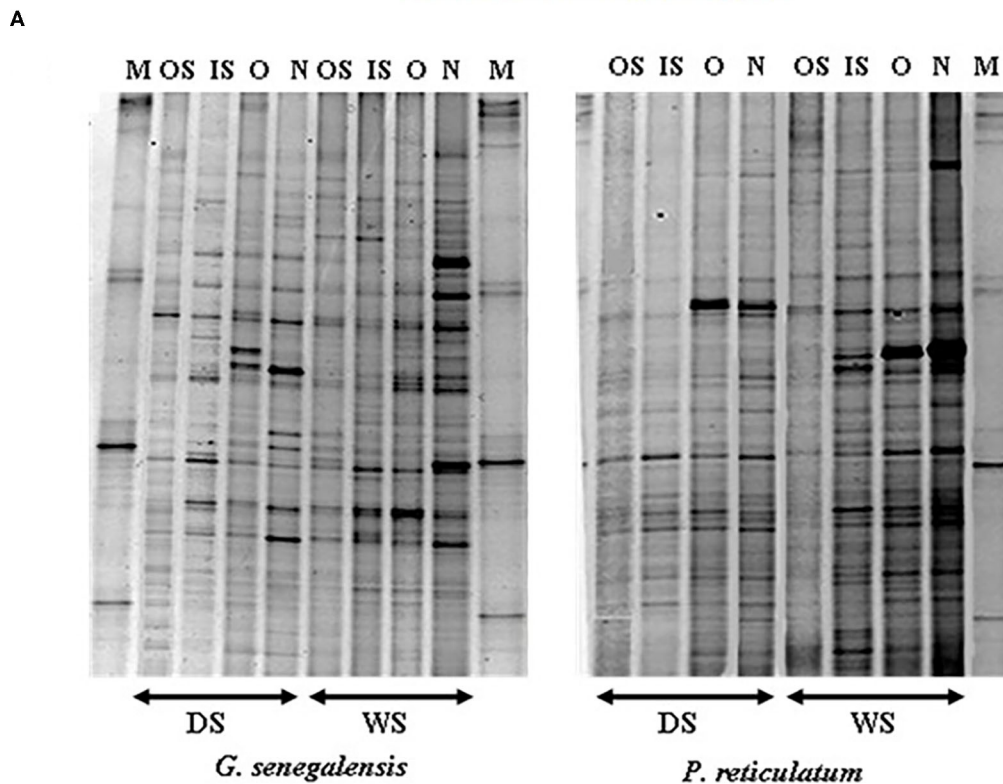 A
M OS IS O N OS IS O N M OS IS O N OS IS O N M
DS WS DS WS
G. senegalensis P. reticulatum